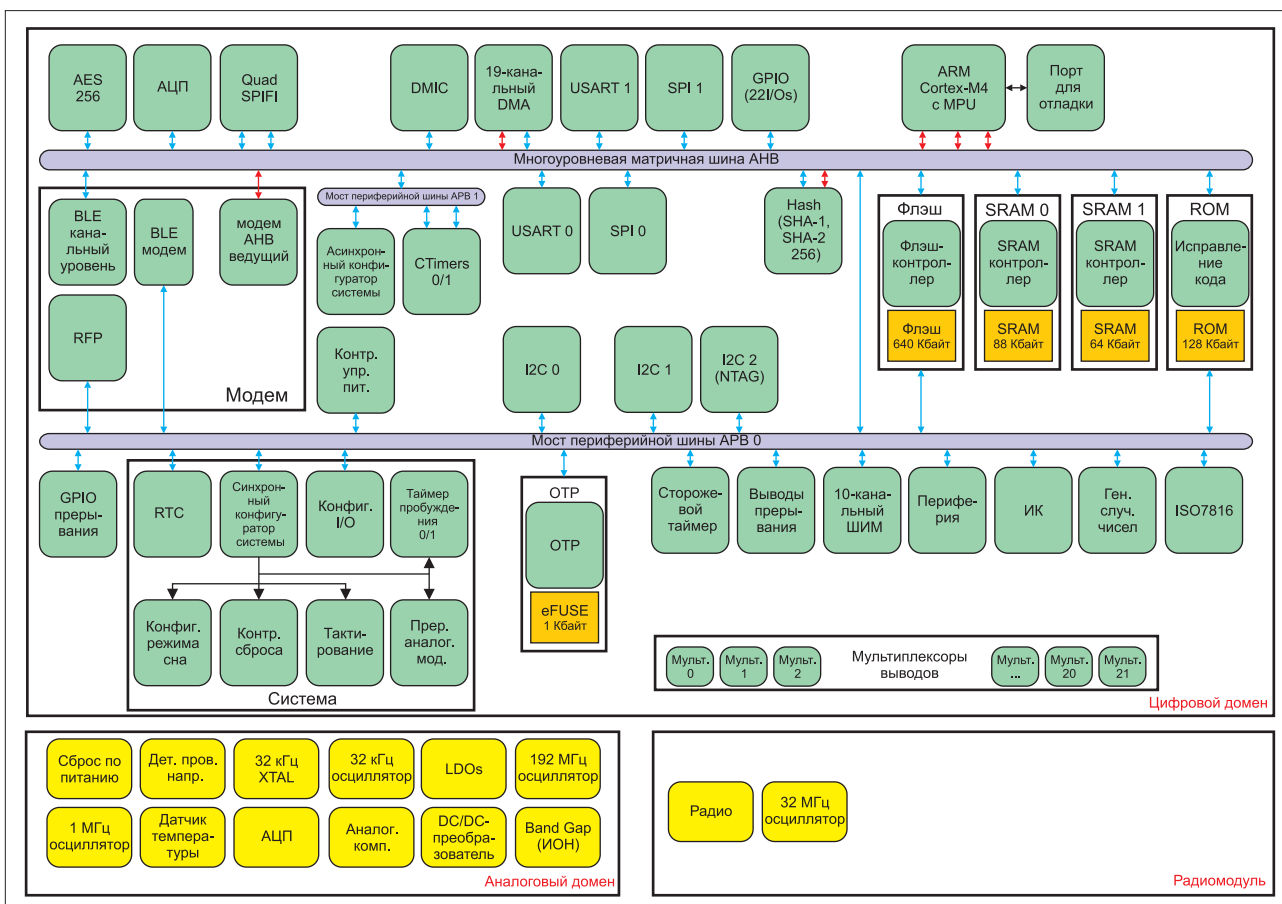 AES
256
АЦП
Quad
SPIFI
DMIC
19-кана-
льный
DMA
USART 1
SPI 1
GPIO
(22I/Os)
ARM
Cortex-M4
с MPU
Порт
для
отладки
Многоуровневая матричная шина AHB
BLE
каналь-
ный
уровень
BLE
модем
модем
AHB
ведущий
RFP
Модем
Мост периферийной шины APB 1
Асинхрон-
ный конфи-
гуратор
системы
CTimers
0/1
USART 0
SPI 0
Hash
(SHA-1,
SHA-2
256)
Флэш
Флэш-
контрол-
лер
Флэш
640 Кбайт
SRAM 0
SRAM
контрол-
лер
SRAM
88 Кбайт
SRAM 1
SRAM
контрол-
лер
SRAM
64 Кбайт
ROM
Исправле-
ние
кода
ROM
128 Кбайт
Контр.
упр.
пит.
I2C 0
I2C 1
I2C 2
(NTAG)
Мост периферийной шины APB 0
GPIO
преры-
вания
RTC
Синхрон-
ный
конфигу-
ратор
системы
Конфиг.
I/O
Таймер
пробужде-
ния
0/1
Конфиг.
режима
сна
Контр.
сброса
Такти-
рование
Прер.
аналог.
мод.
Система
OTP
OTP
eFUSE
1 Кбайт
Стороже-
вой
таймер
Выводы
преры-
вания
10-каналь-
ный
ШИМ
Перифе-
рия
ИК
Ген.
случ.
чисел
ISO7816
Мульт.
0
Мульт.
1
Мульт.
2
Мультиплексоры
выводов
Мульт.
...
Мульт.
20
Мульт.
21
Цифровой домен
Сброс по
питанию
Дет. пров.
напр.
32 кГц
XTAL
32 кГц
осциллятор
LDOs
192 МГц
осциллятор
1 МГц
осциллятор
Датчик
темпера-
туры
АЦП
Аналог.
комп.
DC/DC-
преобра-
зователь
Band Gap
(ИОН)
Аналоговый домен
Радио
32 МГц
осциллятор
Радиомодуль